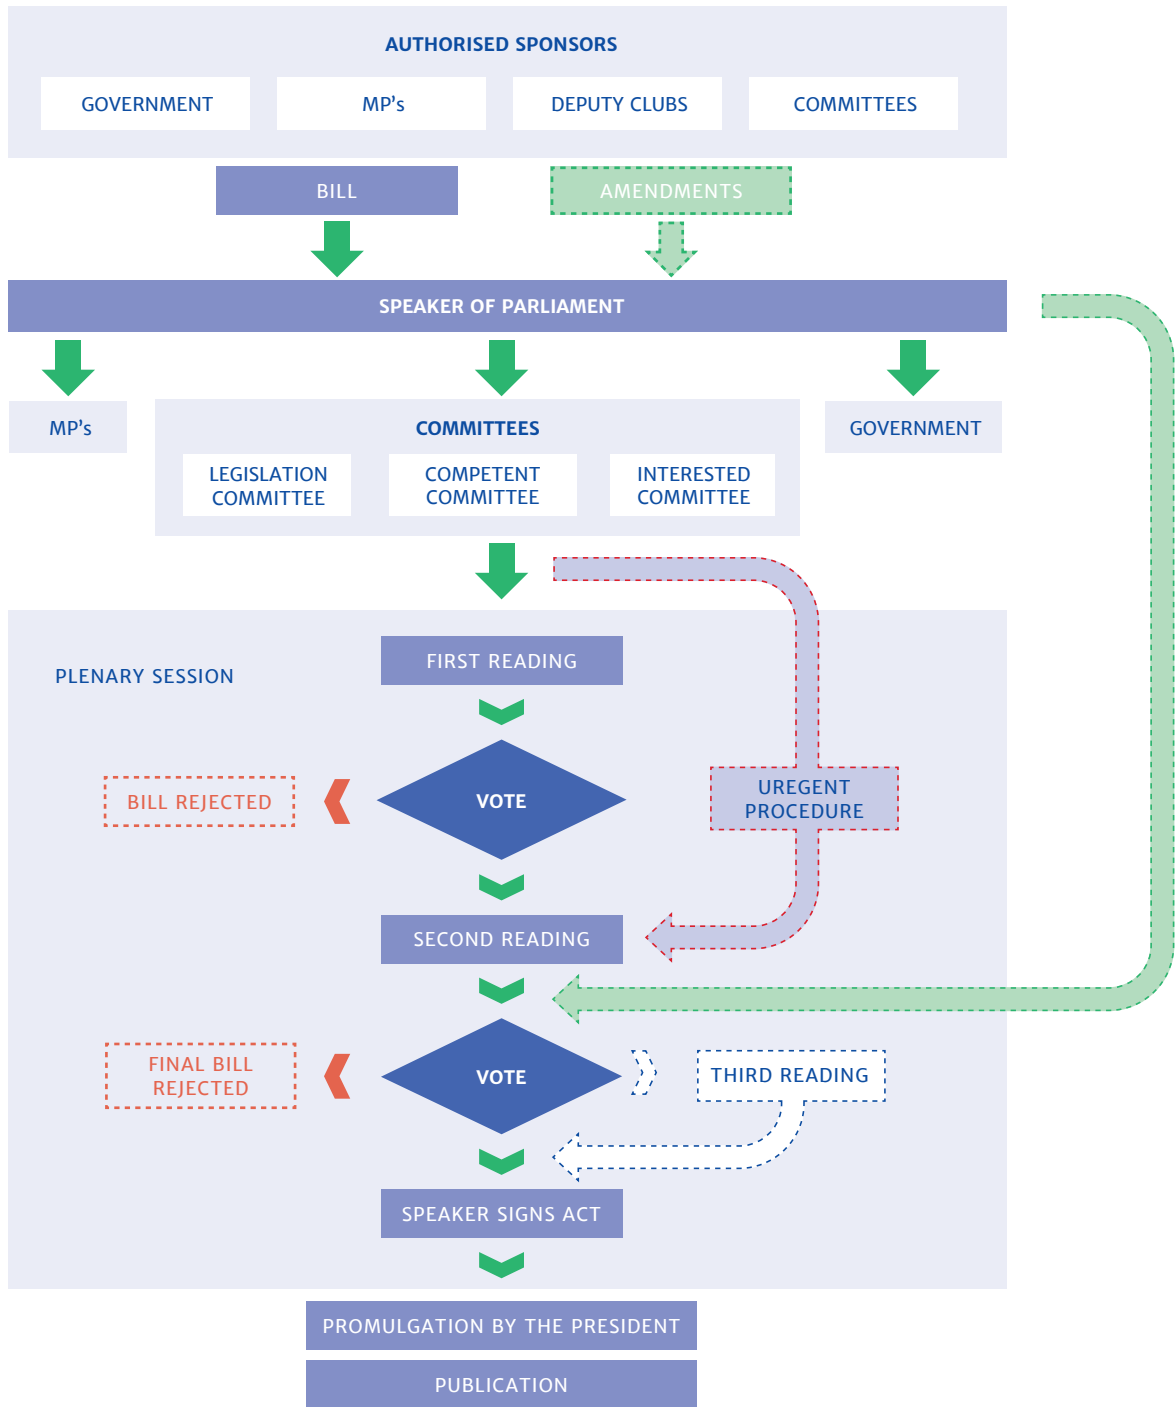 AUTHORISED SPONSORS
GOVERNMENT
MP's
DEPUTY CLUBS
COMMITTEES
BILL
AMENDMENTS
SPEAKER OF PARLIAMENT
MP's
COMMITTEES
GOVERNMENT
LEGISLATION
COMMITTEE
COMPETENT
COMMITTEE
INTERESTED
COMMITTEE
PLENARY SESSION
FIRST READING
BILL REJECTED
VOTE
UREGENT
PROCEDURE
SECOND READING
FINAL BILL
REJECTED
VOTE
THIRD READING
SPEAKER SIGNS ACT
PROMULGATION BY THE PRESIDENT
PUBLICATION